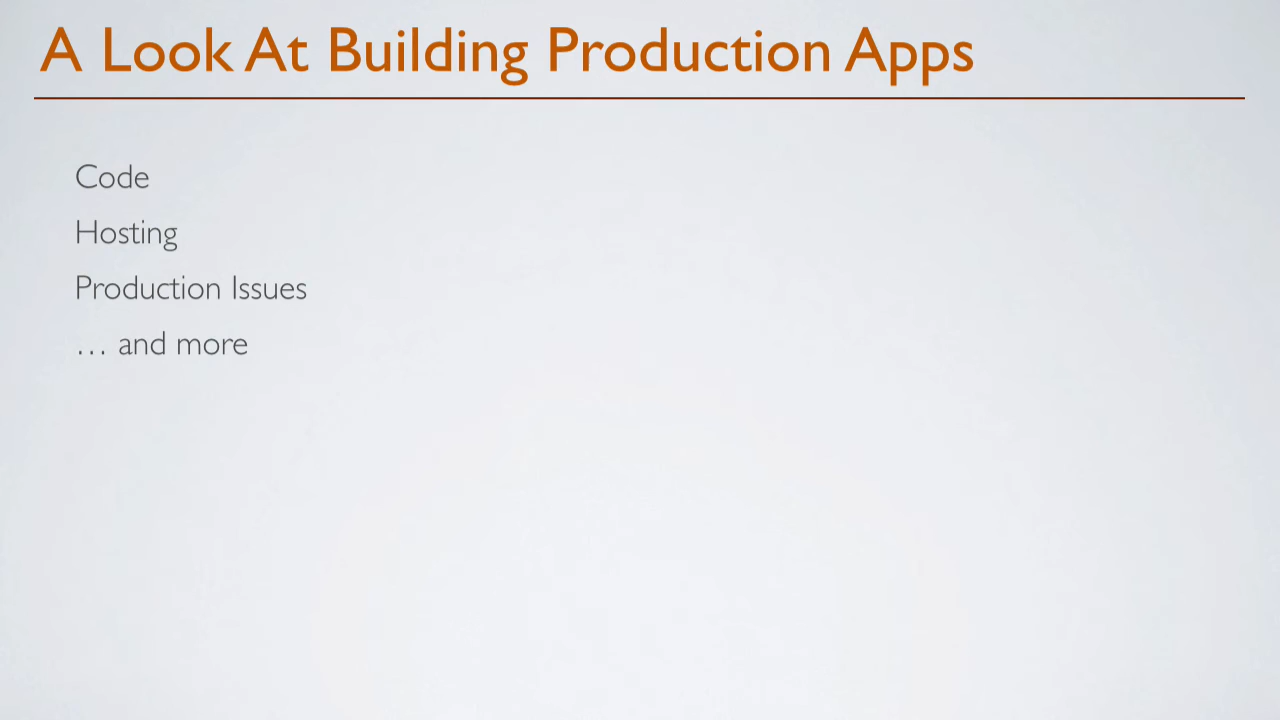 A Look At Building Production Apps
Code
Hosting
Production Issues
… and more